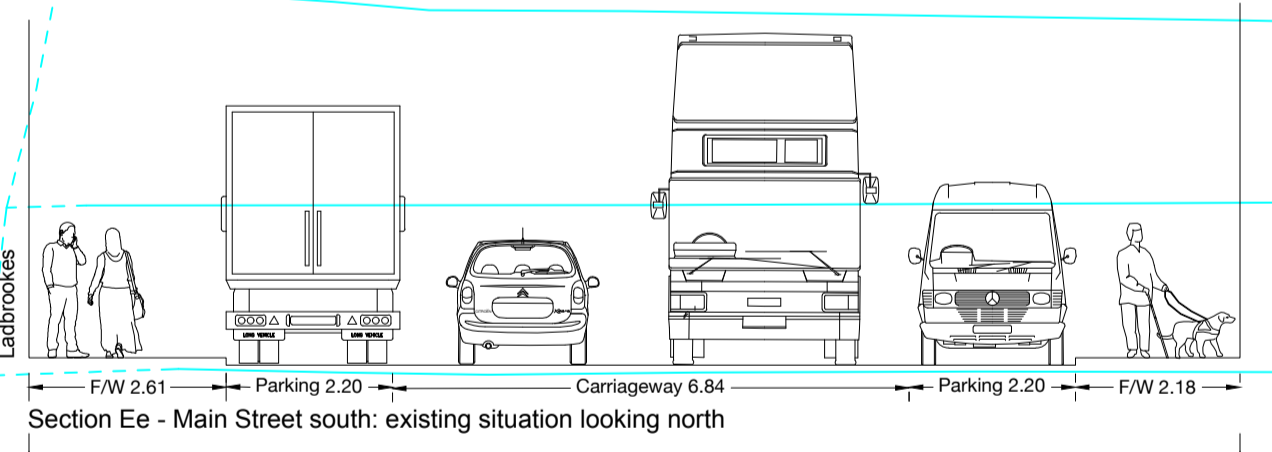 Ladbrookes
LONG VEHICLE LONG VEHICLE
F/W 2.61 Parking 2.20 Carriageway 6.84 Parking 2.20 F/W 2.18
Section Ee - Main Street south: existing situation looking north